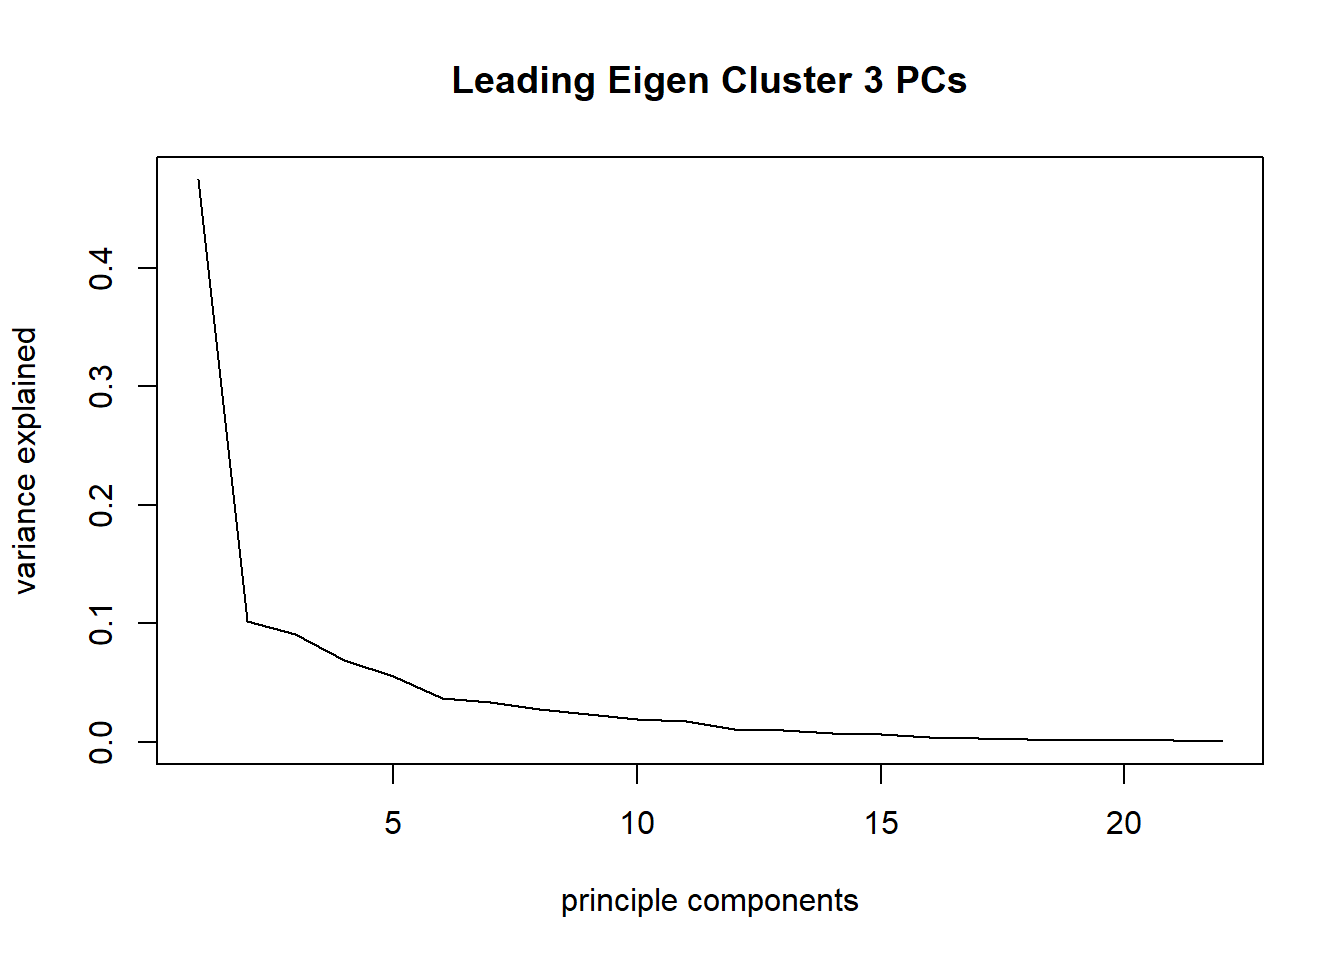 Leading Eigen Cluster 3 PCs
variance explained
0.4
0.3
0.2
0.1
0.0
5 10 15 20
principle components